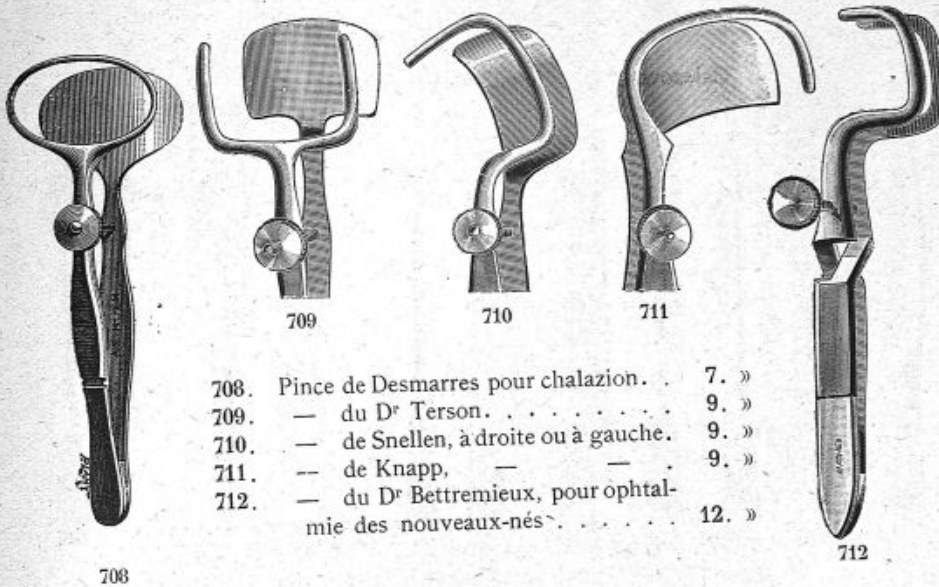 709
710
711
708. Pince de Desmarres pour chalazion. . 7. »
709. — du Dr Terson. . . . . . . . . . 9. »
710. — de Snellen, à droite ou à gauche. 9. »
711. — de Knapp, — — . 9. »
712. — du Dr Bettremieux, pour ophtal-
mie des nouveaux-nés . . . . . . 12. »
712
708